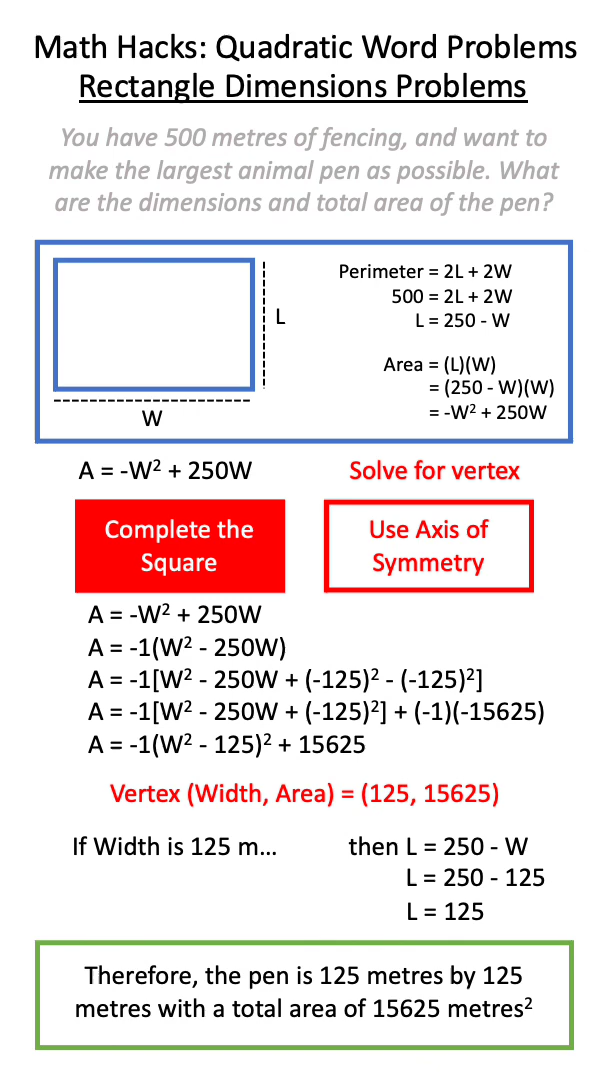 Math Hacks: Quadratic Word Problems
Rectangle Dimensions Problems
You have 500 metres of fencing, and want to
make the largest animal pen as possible. What
are the dimensions and total area of the pen?
L
W
Perimeter = 2L + 2W
500 = 2L + 2W
L = 250 - W
Area = (L)(W)
= (250 - W)(W)
= -W² + 250W
A = -W² + 250W
Solve for vertex
Complete the
Square
Use Axis of
Symmetry
A = -W² + 250W
A = -1(W² - 250W)
A = -1[W² - 250W + (-125)² - (-125)²]
A = -1[W² - 250W + (-125)²] + (-1)(-15625)
A = -1(W² - 125)² + 15625
Vertex (Width, Area) = (125, 15625)
If Width is 125 m...
then L = 250 - W
L = 250 - 125
L = 125
Therefore, the pen is 125 metres by 125
metres with a total area of 15625 metres²